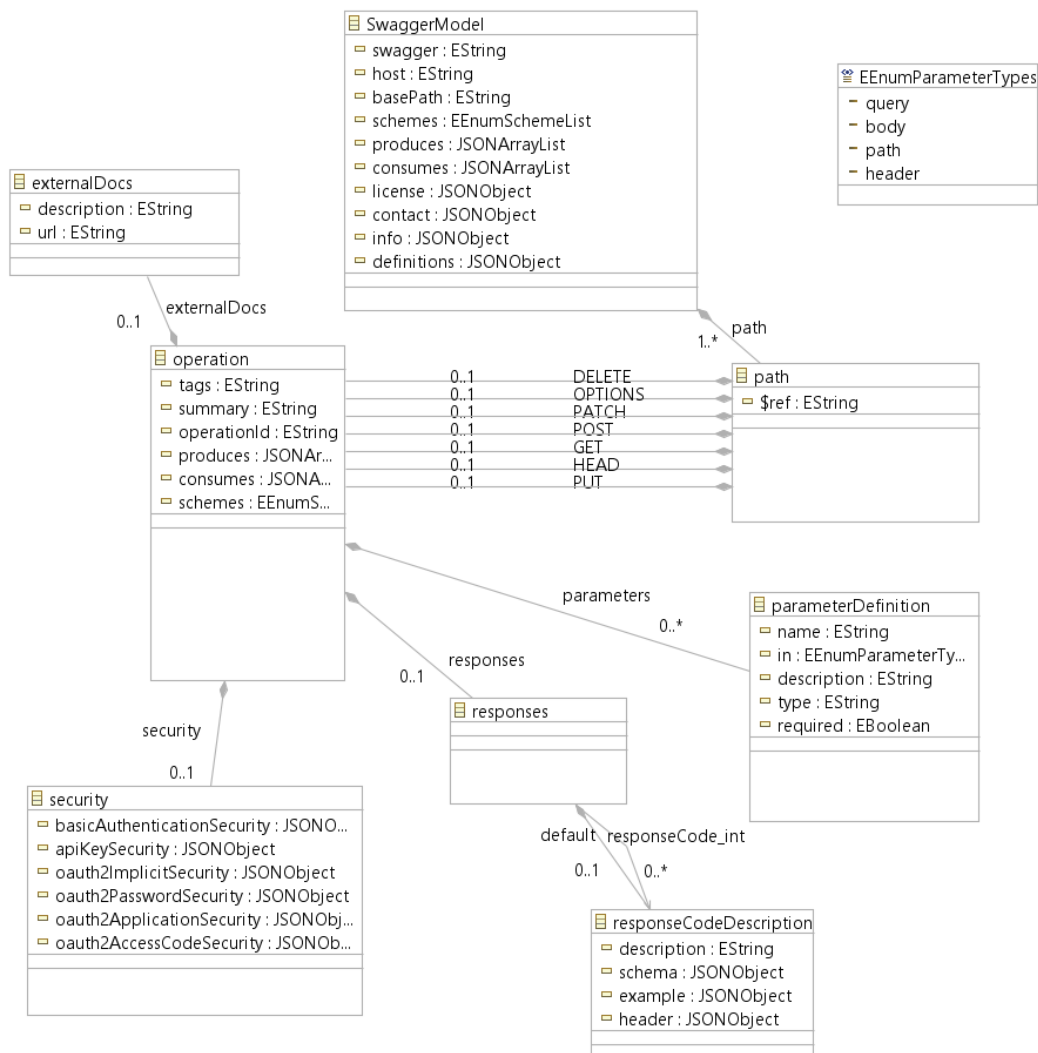 SwaggerModel
swagger : EString
host : EString
basePath : EString
schemes : EEnumSchemeList
produces : JSONArrayList
consumes : JSONArrayList
license : JSONObject
contact : JSONObject
info : JSONObject
definitions : JSONObject
EEnumParameterTypes
query
body
path
header
externalDocs
description : EString
url : EString
externalDocs
0..1
path
1..*
operation
tags : EString
summary : EString
operationId : EString
produces : JSONAr...
consumes : JSONA...
schemes : EEnumS...
0..1 DELETE
0..1 OPTIONS
0..1 PATCH
0..1 POST
0..1 GET
0..1 HEAD
0..1 PUT
path
$ref : EString
parameters
0..*
parameterDefinition
name : EString
in : EEnumParameterTy...
description : EString
type : EString
required : EBoolean
responses
0..1
responses
security
0..1
security
basicAuthenticationSecurity : JSONO...
apiKeySecurity : JSONObject
oauth2ImplicitSecurity : JSONObject
oauth2PasswordSecurity : JSONObject
oauth2ApplicationSecurity : JSONObj...
oauth2AccessCodeSecurity : JSONOb...
default
responseCode_int
0..1
0..*
responseCodeDescription
description : EString
schema : JSONObject
example : JSONObject
header : JSONObject